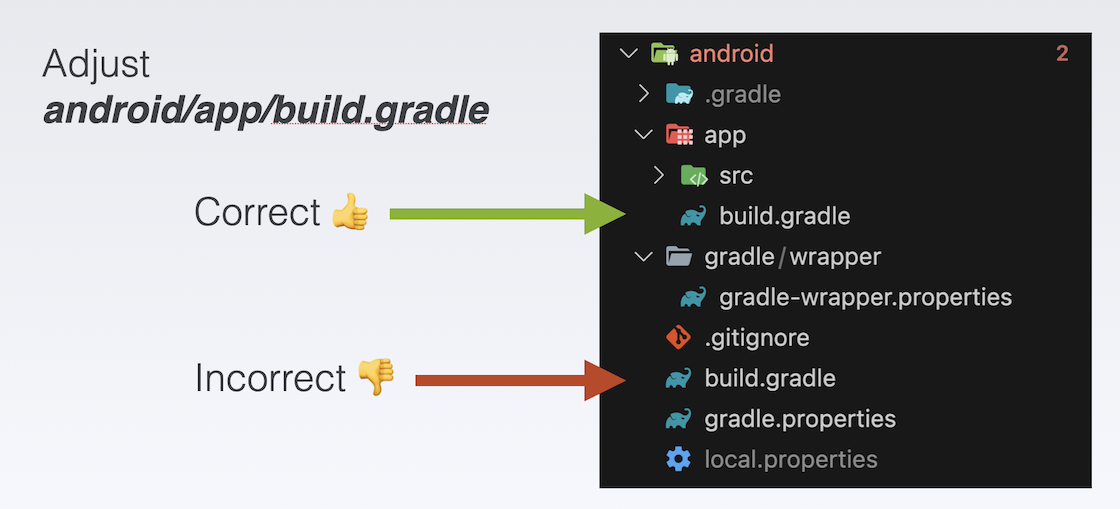 Adjust
android/app/build.gradle
Correct 👍
Incorrect 👎
android 2
.gradle
app
src
build.gradle
gradle/wrapper
gradle-wrapper.properties
.gitignore
build.gradle
gradle.properties
local.properties